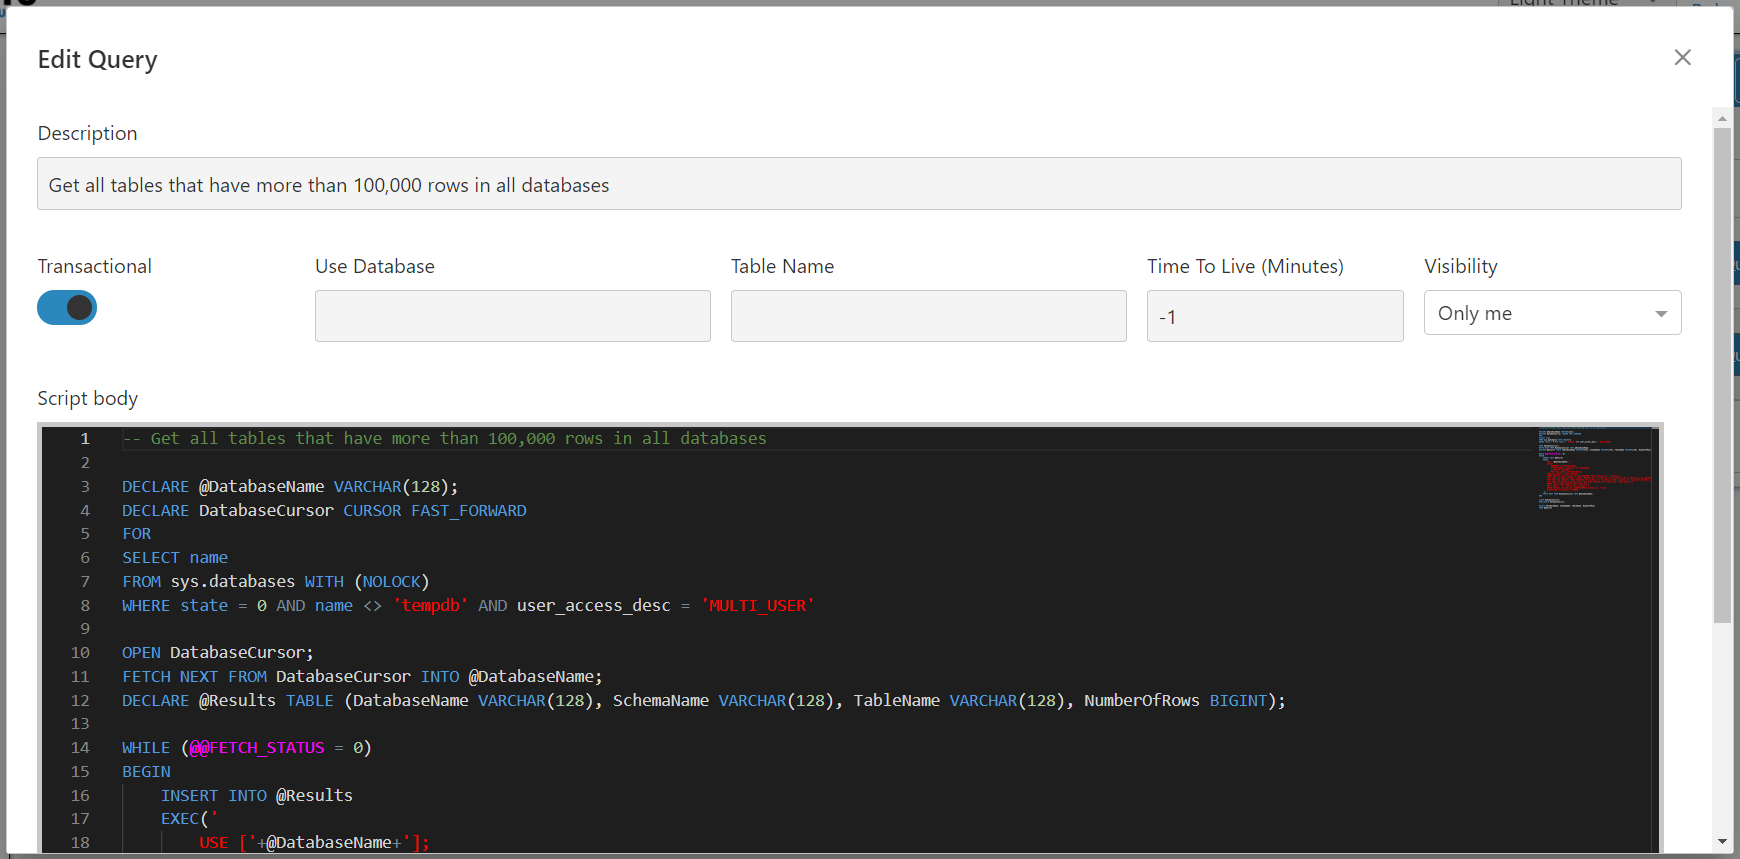 Light Theme
Edit Query
Description
Get all tables that have more than 100,000 rows in all databases
Transactional
Use Database
Table Name
Time To Live (Minutes)
Visibility
-1
Only me
Script body
1 -- Get all tables that have more than 100,000 rows in all databases
2
3 DECLARE @DatabaseName VARCHAR(128);
4 DECLARE DatabaseCursor CURSOR FAST_FORWARD
5 FOR
6 SELECT name
7 FROM sys.databases WITH (NOLOCK)
8 WHERE state = 0 AND name <> 'tempdb' AND user_access_desc = 'MULTI_USER'
9
10 OPEN DatabaseCursor;
11 FETCH NEXT FROM DatabaseCursor INTO @DatabaseName;
12 DECLARE @Results TABLE (DatabaseName VARCHAR(128), SchemaName VARCHAR(128), TableName VARCHAR(128), NumberOfRows BIGINT);
13
14 WHILE (@@FETCH_STATUS = 0)
15 BEGIN
16 INSERT INTO @Results
17 EXEC('
18 USE ['+@DatabaseName+'];